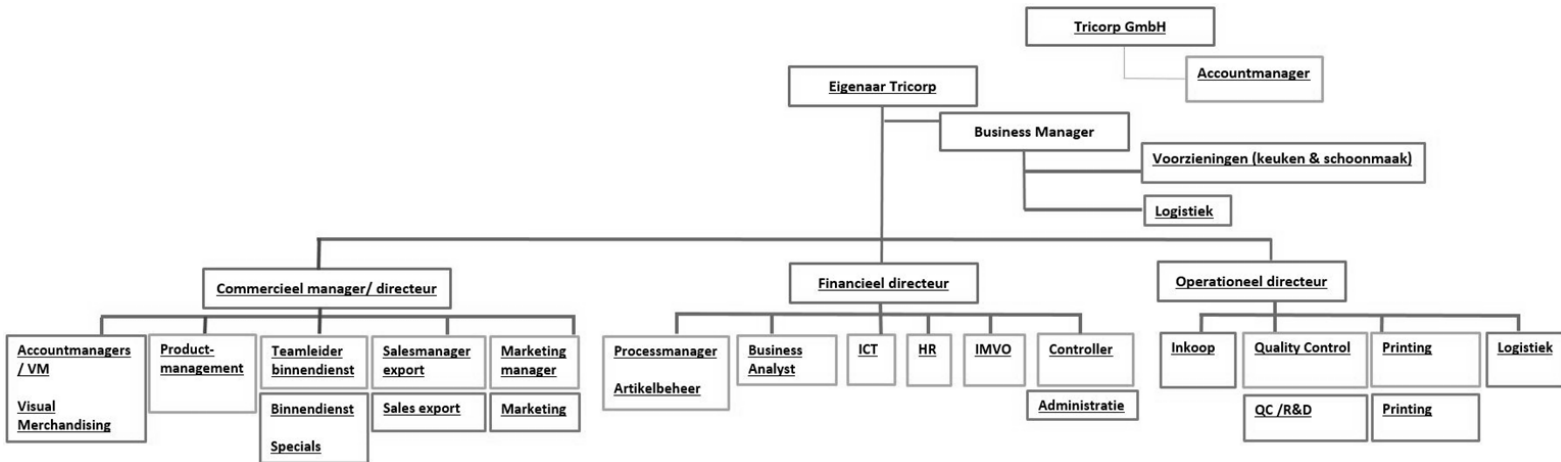 Tricorp GmbH
Accountmanager
Eigenaar Tricorp
Business Manager
Voorzieningen (keuken & schoonmaak)
Logistiek
Commercieel manager/ directeur
Financieel directeur
Operationeel directeur
Accountmanagers
/ VM
Visual
Merchandising
Product-
management
Teamleider
binnendienst
Binnendienst
Specials
Salesmanager
export
Sales export
Marketing
manager
Marketing
Processmanager
Artikelbeheer
Business
Analyst
ICT
HR
IMVO
Controller
Administratie
Inkoop
Quality Control
QC /R&D
Printing
Printing
Logistiek